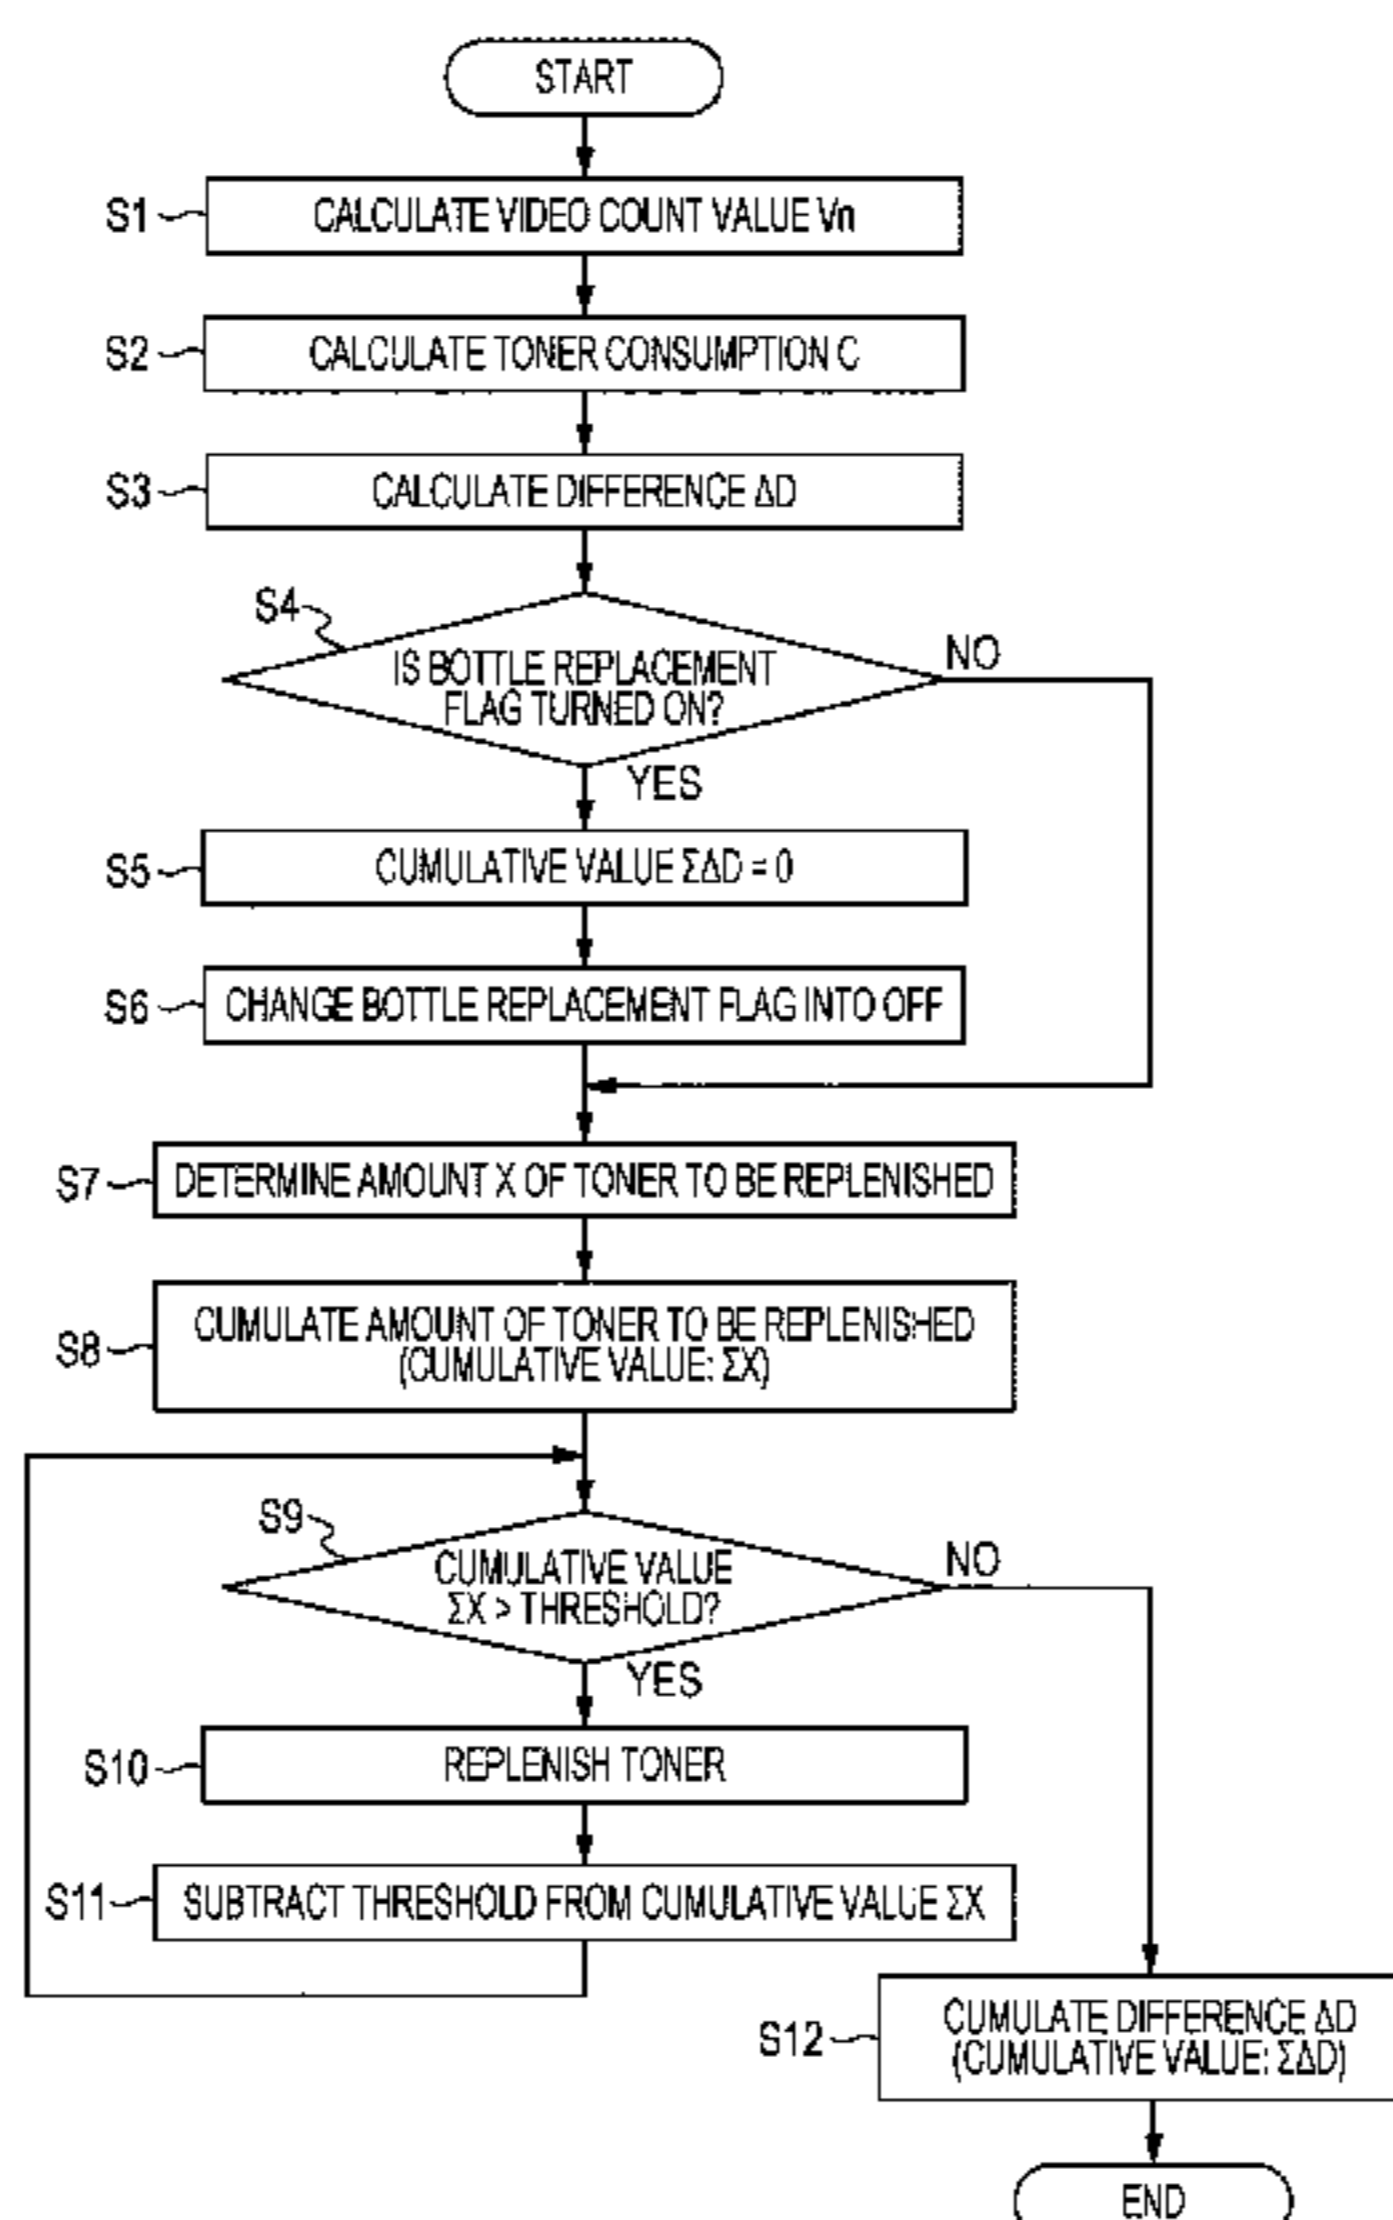 START
S1
CALCULATE VIDEO COUNT VALUE Vn
S2
CALCULATE TONER CONSUMPTION C
S3
CALCULATE DIFFERENCE ΔD
S4
IS BOTTLE REPLACEMENT
FLAG TURNED ON?
NO
YES
S5
CUMULATIVE VALUE ΣΔD = 0
S6
CHANGE BOTTLE REPLACEMENT FLAG INTO OFF
S7
DETERMINE AMOUNT X OF TONER TO BE REPLENISHED
S8
CUMULATE AMOUNT OF TONER TO BE REPLENISHED
(CUMULATIVE VALUE: ΣX)
S9
CUMULATIVE VALUE
ΣX > THRESHOLD?
NO
YES
S10
REPLENISH TONER
S11
SUBTRACT THRESHOLD FROM CUMULATIVE VALUE ΣX
S12
CUMULATE DIFFERENCE ΔD
(CUMULATIVE VALUE: ΣΔD)
END